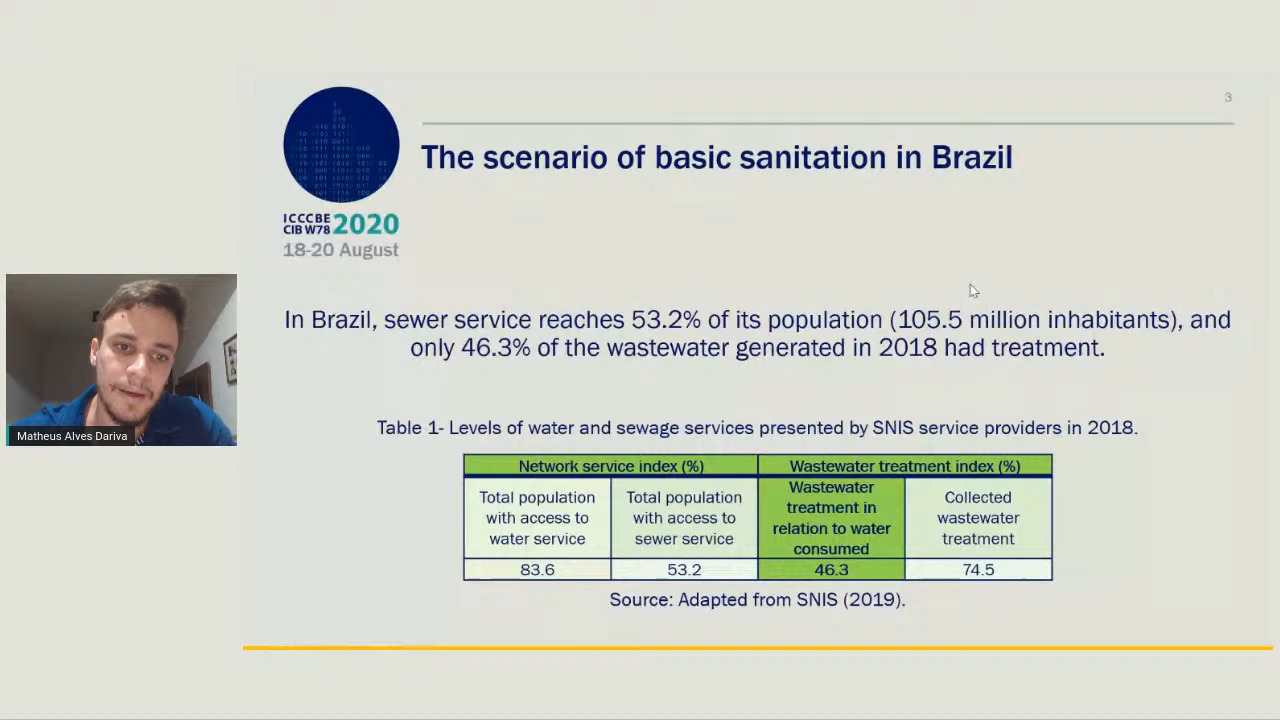 3
The scenario of basic sanitation in Brazil
ICCCBE
CIB W78 2020
18-20 August
In Brazil, sewer service reaches 53.2% of its population (105.5 million inhabitants), and
only 46.3% of the wastewater generated in 2018 had treatment.
Matheus Alves Dariva
Table 1- Levels of water and sewage services presented by SNIS service providers in 2018.
Network service index (%) Wastewater treatment index (%)
Total population
with access to
water service
Total population
with access to
sewer service
Wastewater
treatment in
relation to water
consumed
Collected
wastewater
treatment
83.6 53.2 46.3 74.5
Source: Adapted from SNIS (2019).